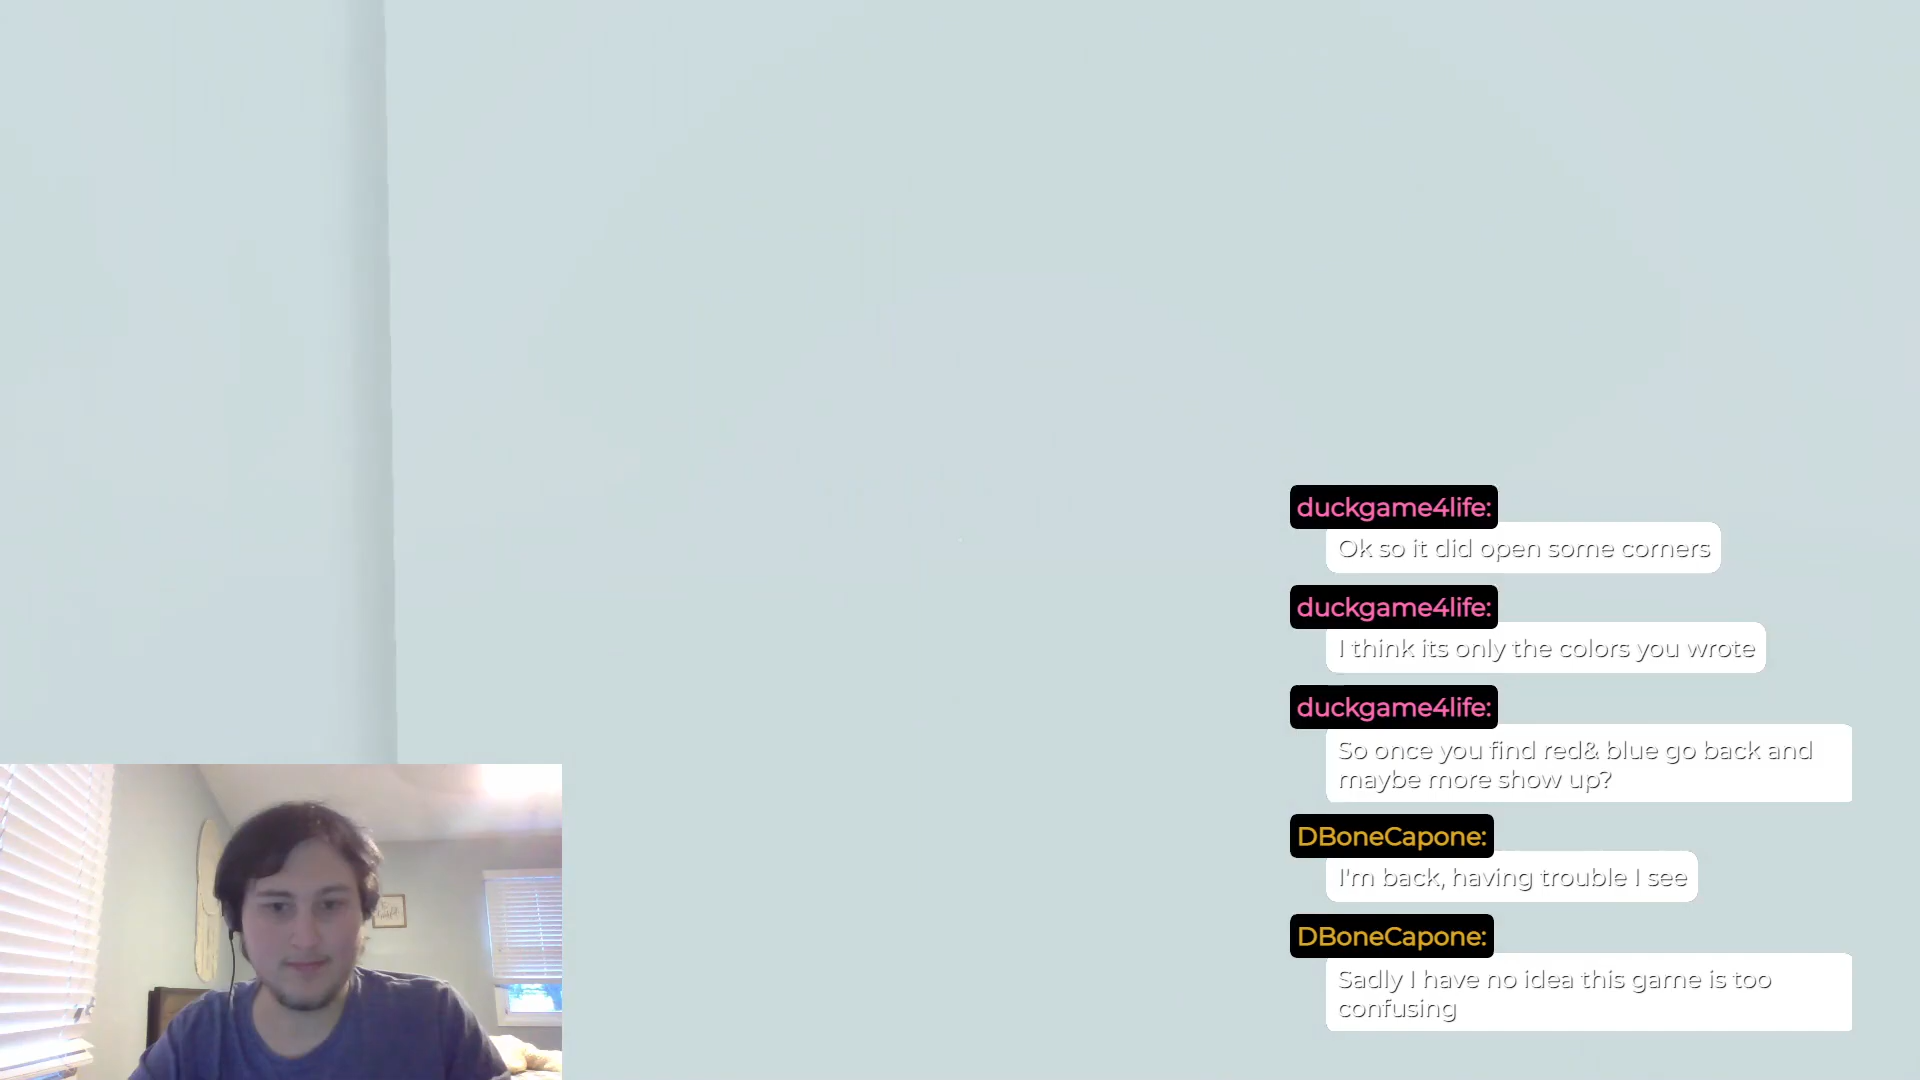 duckgame4life:
Ok so it did open some corners
duckgame4life:
I think its only the colors you wrote
duckgame4life:
So once you find red& blue go back and
maybe more show up?
DBoneCapone:
I'm back, having trouble I see
DBoneCapone:
Sadly I have no idea this game is too
confusing